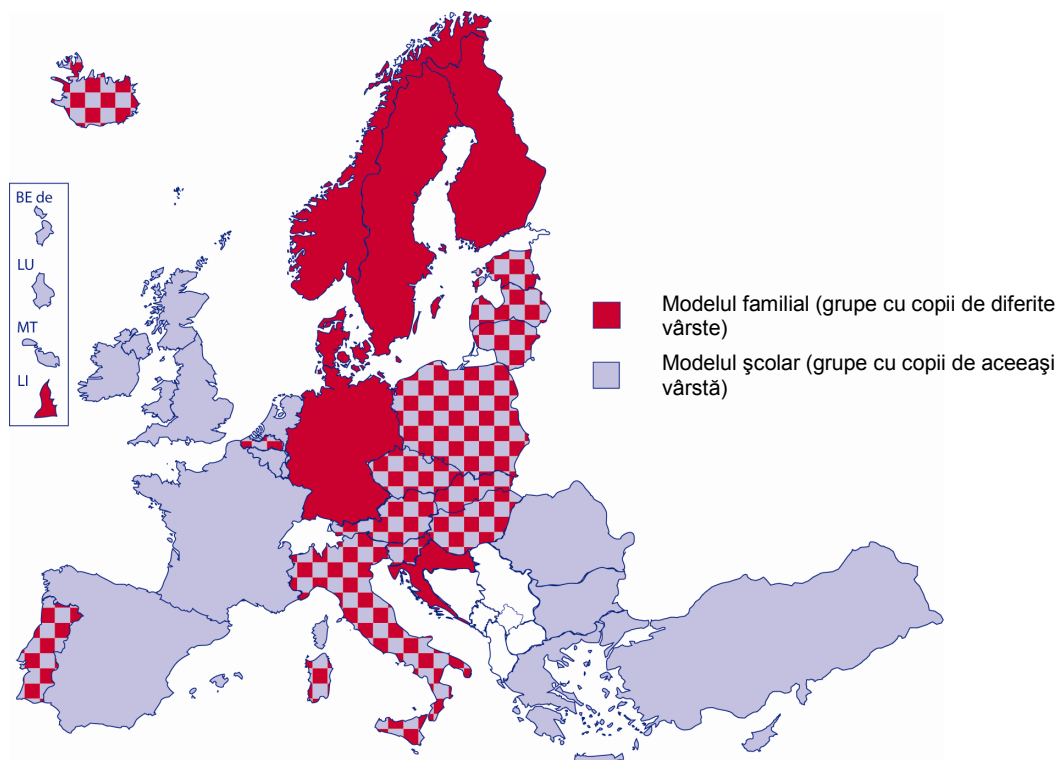 BE de
LU
MT
LI
Modelul familial (grupe cu copii de diferite
vârste)
Modelul şcolar (grupe cu copii de aceeaşi
vârstă)